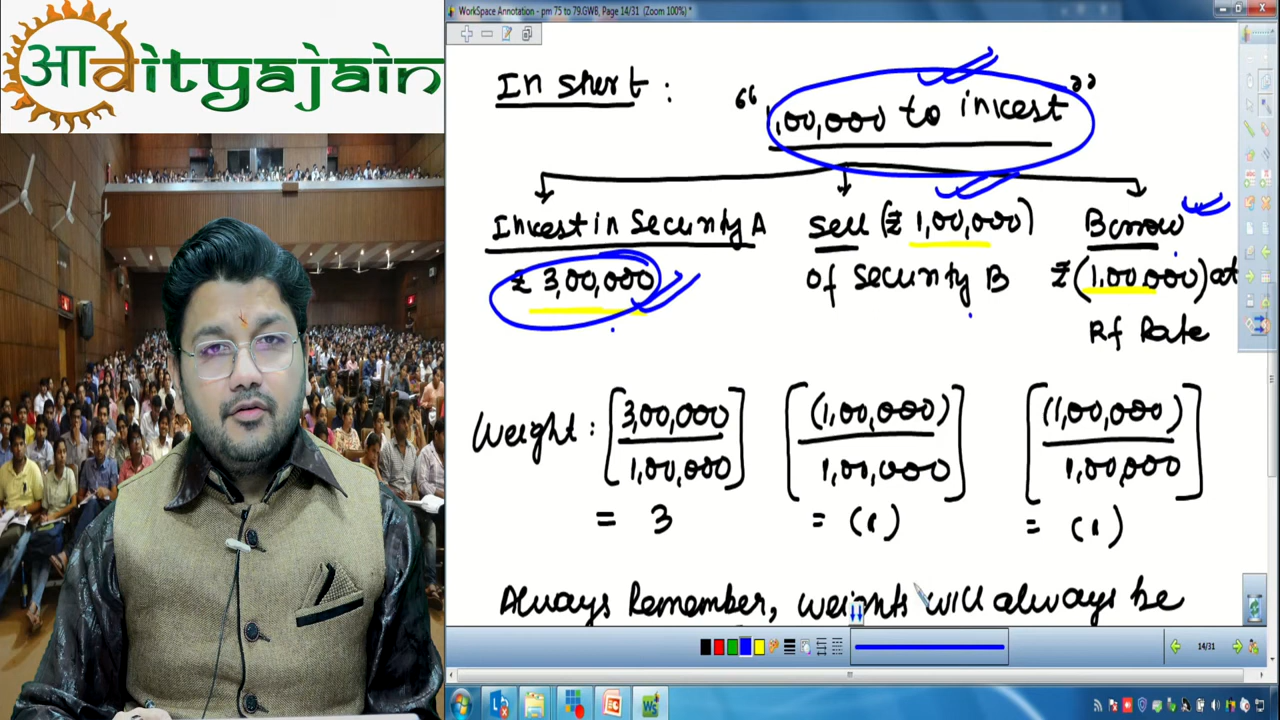 आdityajain
WorkSpace Annotation - pm 75 to 79.GWB, Page 14/31 (Zoom 100%) *
In Short : " 1,00,000 to invest "
Invest in Security A
₹ 3,00,000
Sell (₹ 1,00,000)
of Security B
Borrow
₹ (1,00,000) at
Rf Rate
Weight : [3,00,000 / 1,00,000] [(1,00,000) / 1,00,000] [(1,00,000) / 1,00,000]
= 3 = (1) = (1)
Always Remember, weights will always be
14/31